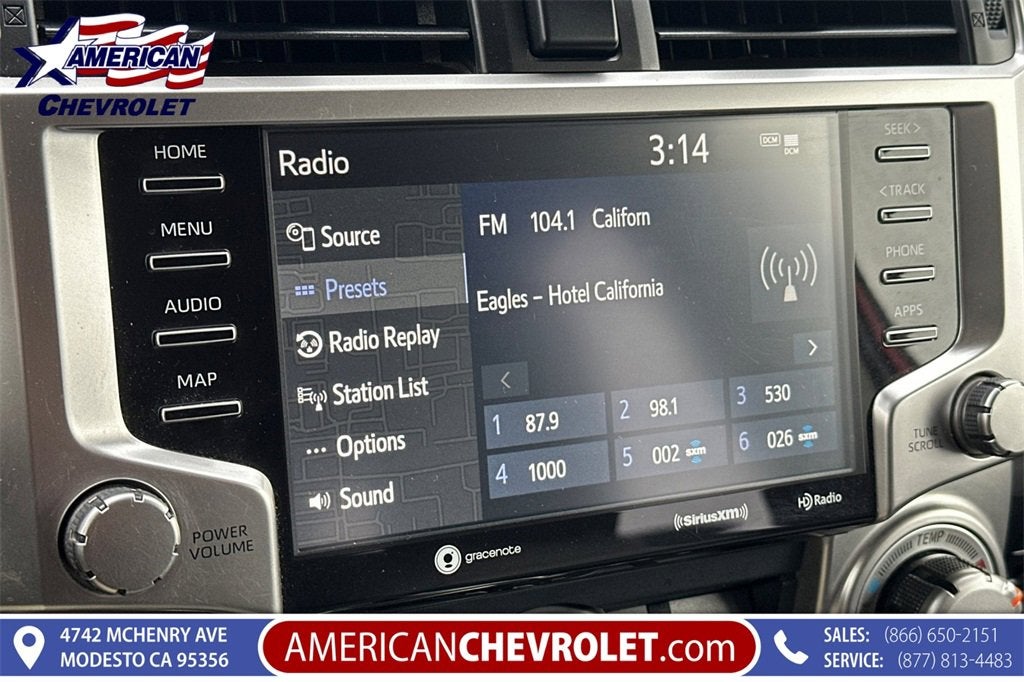 AMERICAN
CHEVROLET
HOME
MENU
AUDIO
MAP
POWER
VOLUME
Radio
3:14
DCM
DCM
Source
Presets
Radio Replay
Station List
Options
Sound
FM 104.1 Californ
Eagles – Hotel California
< >
1 87.9
2 98.1
3 530
4 1000
5 002 sxm
6 026 sxm
gracenote
((SiriusXM))
HD Radio
SEEK >
< TRACK
PHONE
APPS
TUNE
SCROLL
TEMP
4742 MCHENRY AVE
MODESTO CA 95356
AMERICANCHEVROLET.com
SALES: (866) 650-2151
SERVICE: (877) 813-4483